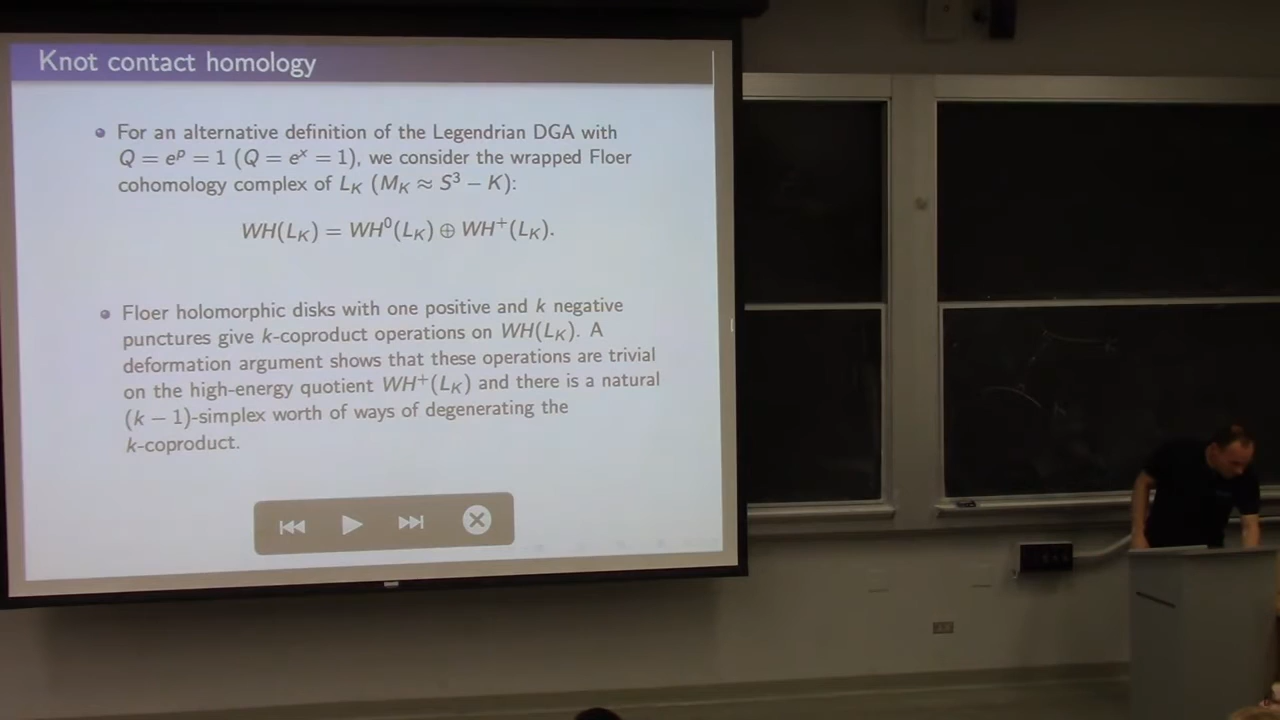 Knot contact homology
For an alternative definition of the Legendrian DGA with
Q = e^p = 1 (Q = e^x = 1), we consider the wrapped Floer
cohomology complex of L_K (M_K ≈ S^3 − K):
WH(L_K) = WH^0(L_K) ⊕ WH^+(L_K).
Floer holomorphic disks with one positive and k negative
punctures give k-coproduct operations on WH(L_K). A
deformation argument shows that these operations are trivial
on the high-energy quotient WH^+(L_K) and there is a natural
(k − 1)-simplex worth of ways of degenerating the
k-coproduct.